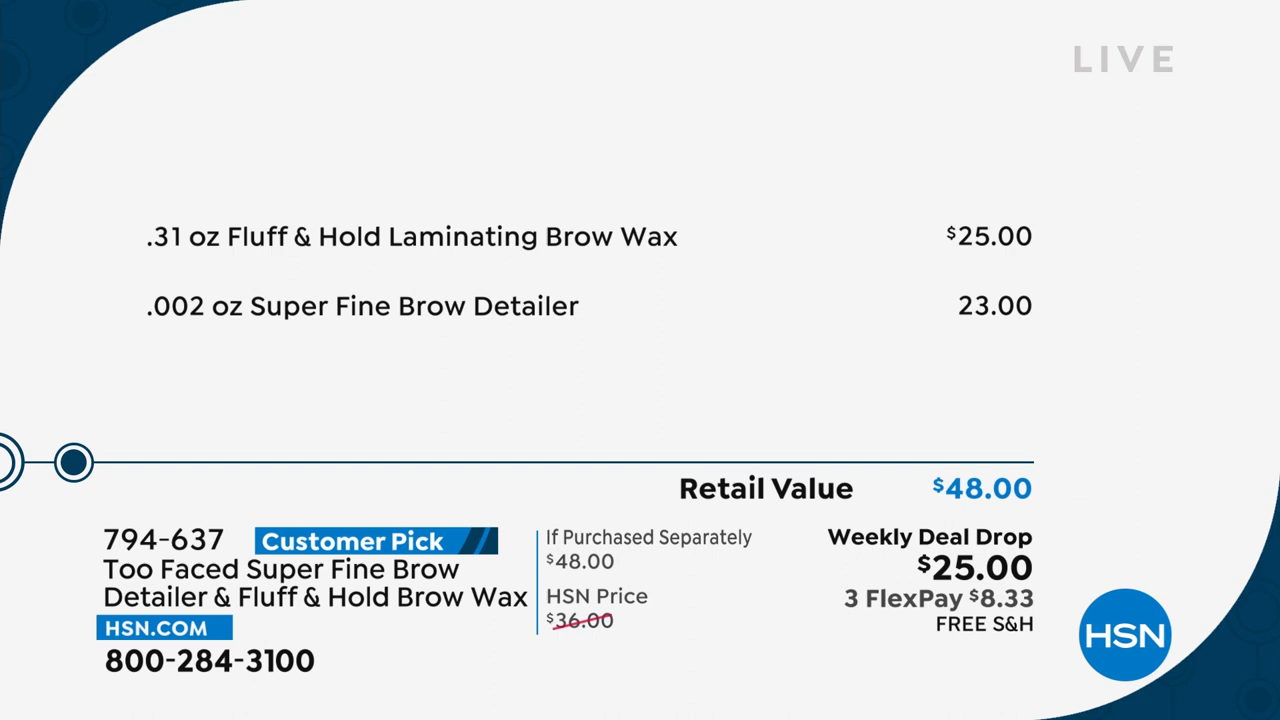 LIVE
.31 oz Fluff & Hold Laminating Brow Wax $25.00
.002 oz Super Fine Brow Detailer 23.00
Retail Value $48.00
794-637 Customer Pick
Too Faced Super Fine Brow
Detailer & Fluff & Hold Brow Wax
HSN.COM
800-284-3100
If Purchased Separately
$48.00
HSN Price
$36.00
Weekly Deal Drop
$25.00
3 FlexPay $8.33
FREE S&H
HSN